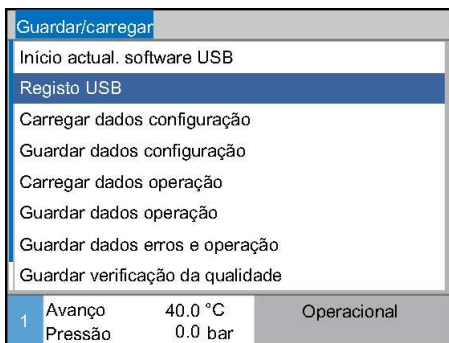 Guardar/carregar
Início actual. software USB
Registo USB
Carregar dados configuração
Guardar dados configuração
Carregar dados operação
Guardar dados operação
Guardar dados erros e operação
Guardar verificação da qualidade
1 Avanço 40.0 °C Operacional
Pressão 0.0 bar